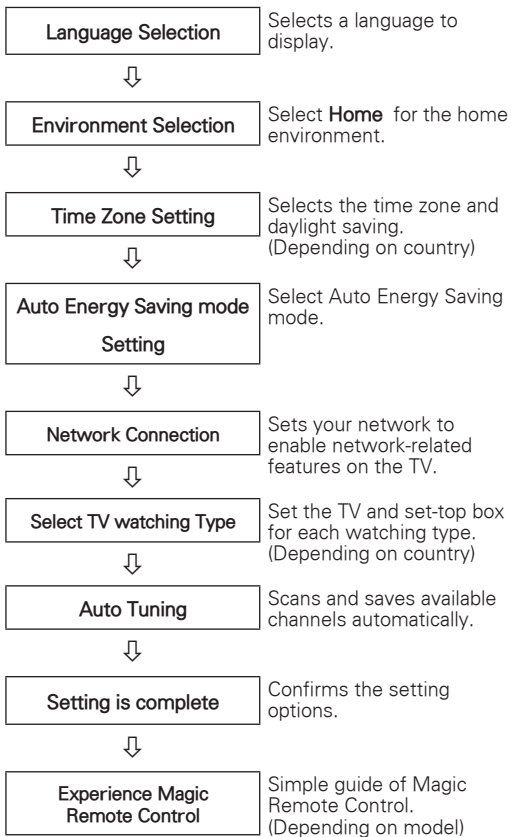 Language Selection
Selects a language to
display.
Environment Selection
Select Home for the home
environment.
Time Zone Setting
Selects the time zone and
daylight saving.
(Depending on country)
Auto Energy Saving mode
Setting
Select Auto Energy Saving
mode.
Network Connection
Sets your network to
enable network-related
features on the TV.
Select TV watching Type
Set the TV and set-top box
for each watching type.
(Depending on country)
Auto Tuning
Scans and saves available
channels automatically.
Setting is complete
Confirms the setting
options.
Experience Magic
Remote Control
Simple guide of Magic
Remote Control.
(Depending on model)